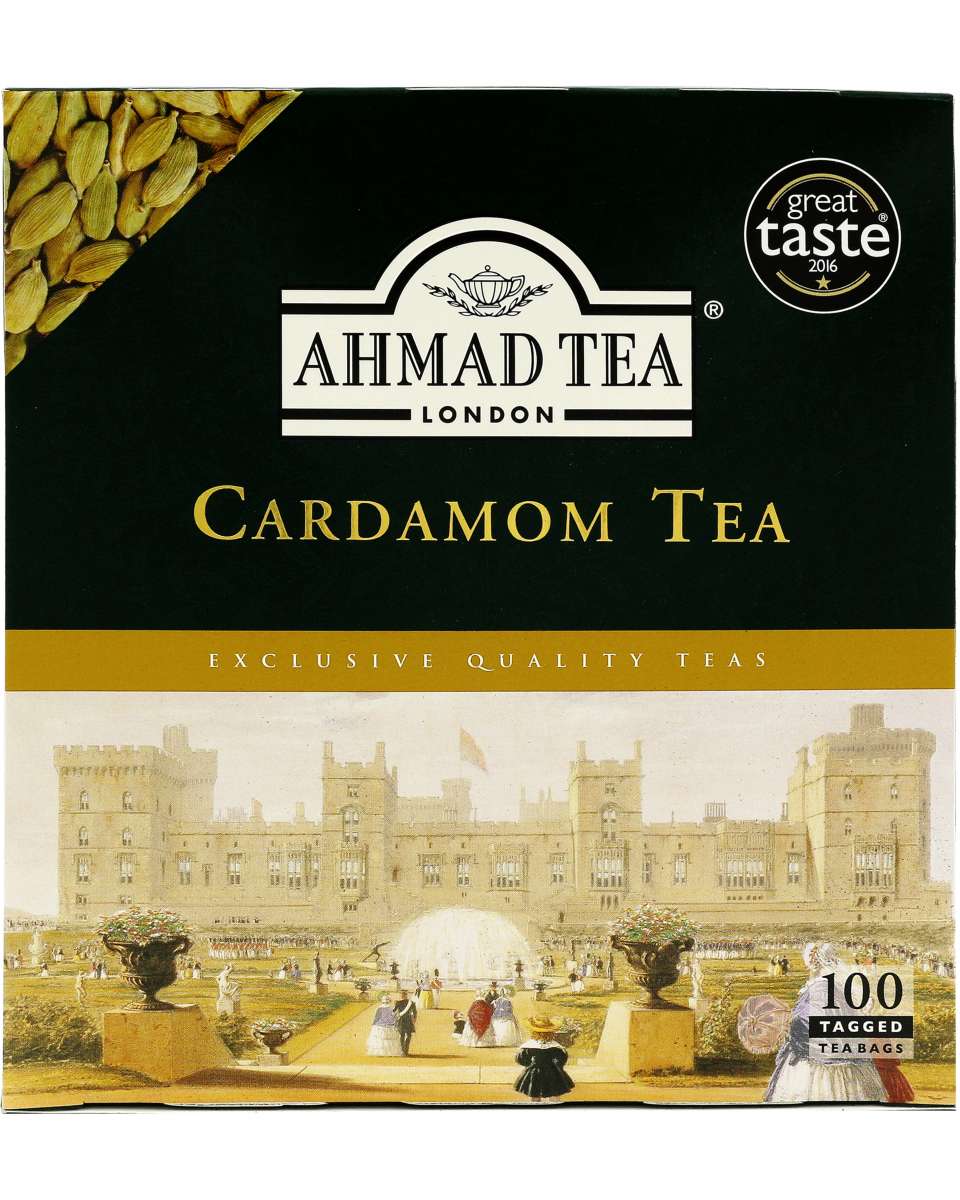 great
taste®
2016
AHMAD TEA ®
LONDON
CARDAMOM TEA
EXCLUSIVE QUALITY TEAS
100
TAGGED
TEA BAGS